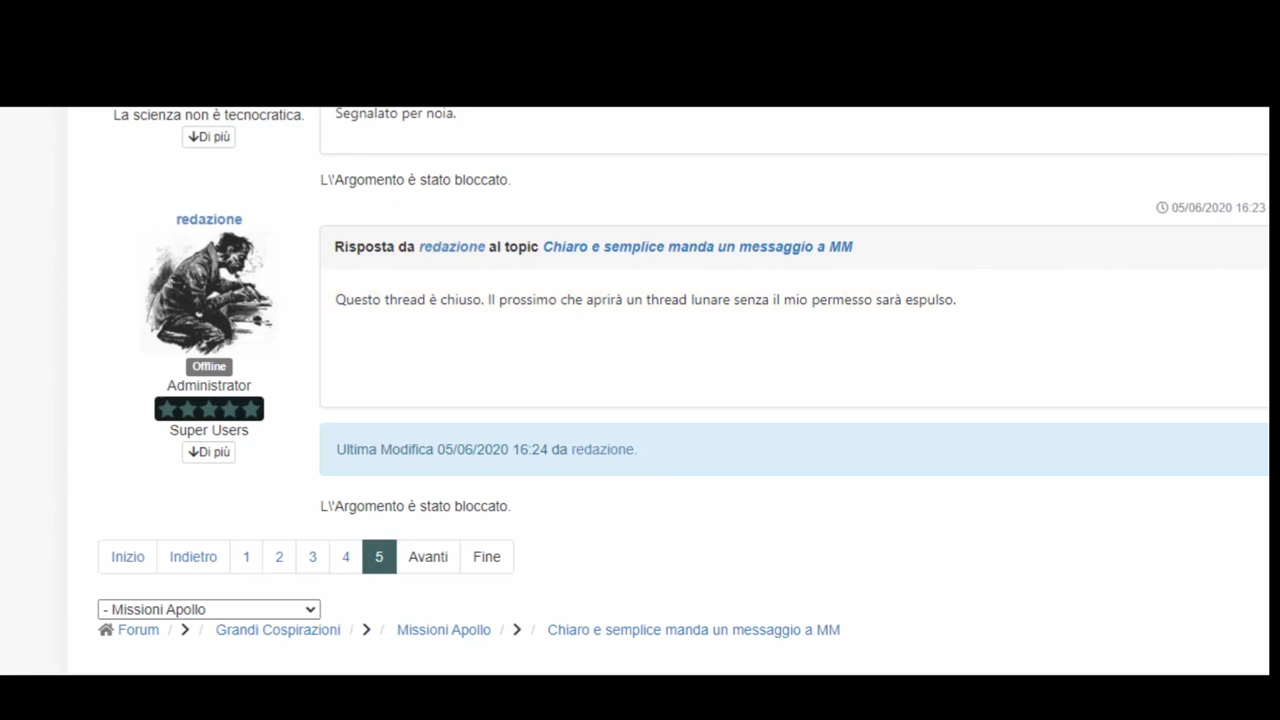 La scienza non è tecnocratica.
Di più
Segnalato per noia.
L\'Argomento è stato bloccato.
05/06/2020 16:23
redazione
Risposta da redazione al topic Chiaro e semplice manda un messaggio a MM
Questo thread è chiuso. Il prossimo che aprirà un thread lunare senza il mio permesso sarà espulso.
Offline
Administrator
Super Users
Di più
Ultima Modifica 05/06/2020 16:24 da redazione.
L\'Argomento è stato bloccato.
Inizio Indietro 1 2 3 4 5 Avanti Fine
- Missioni Apollo
Forum / / Grandi Cospirazioni / / Missioni Apollo / / Chiaro e semplice manda un messaggio a MM